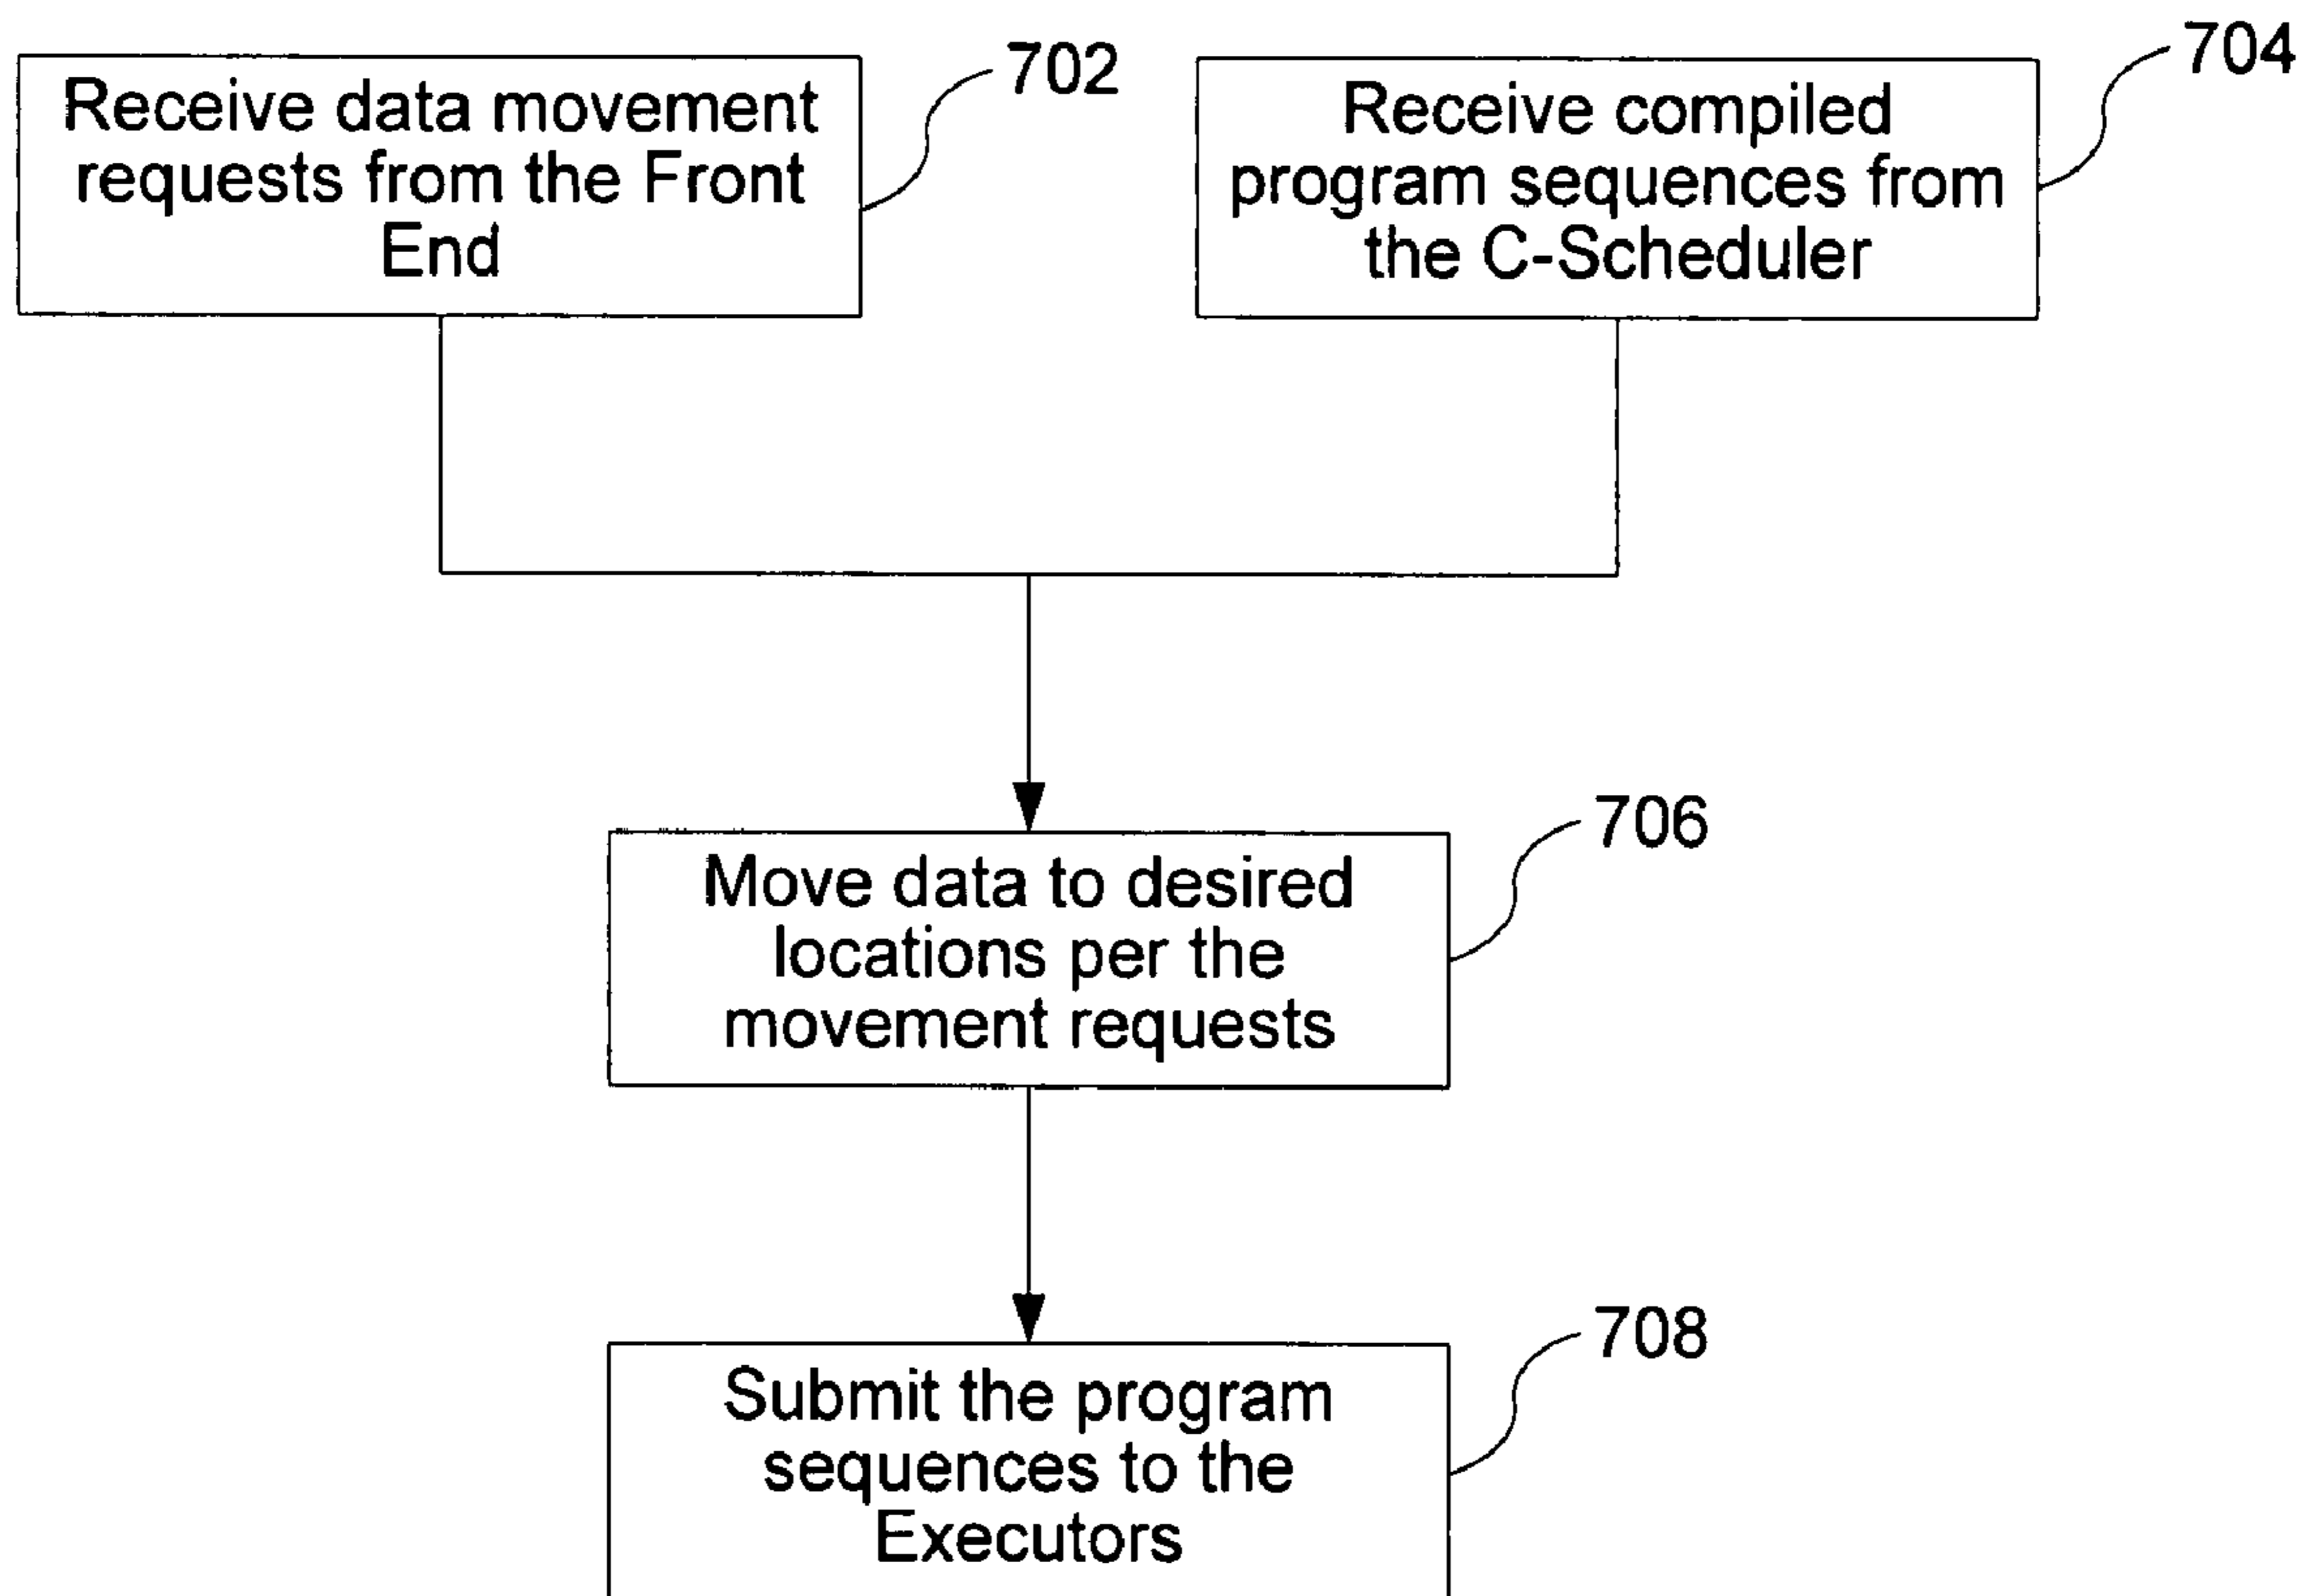 Receive data movement
requests from the Front
End
702
Receive compiled
program sequences from
the C-Scheduler
704
Move data to desired
locations per the
movement requests
706
Submit the program
sequences to the
Executors
708